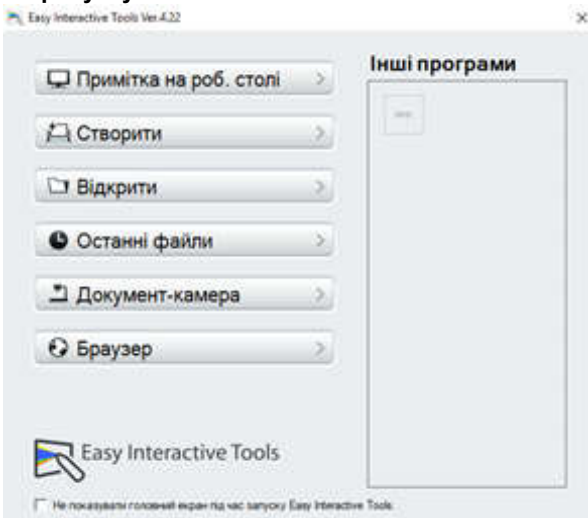 Easy Interactive Tools Ver.4.22
Примітка на роб. столі
Створити
Відкрити
Останні файли
Документ-камера
Браузер
Інші програми
Easy Interactive Tools
Не показувати головний екран під час запуску Easy Interactive Tools